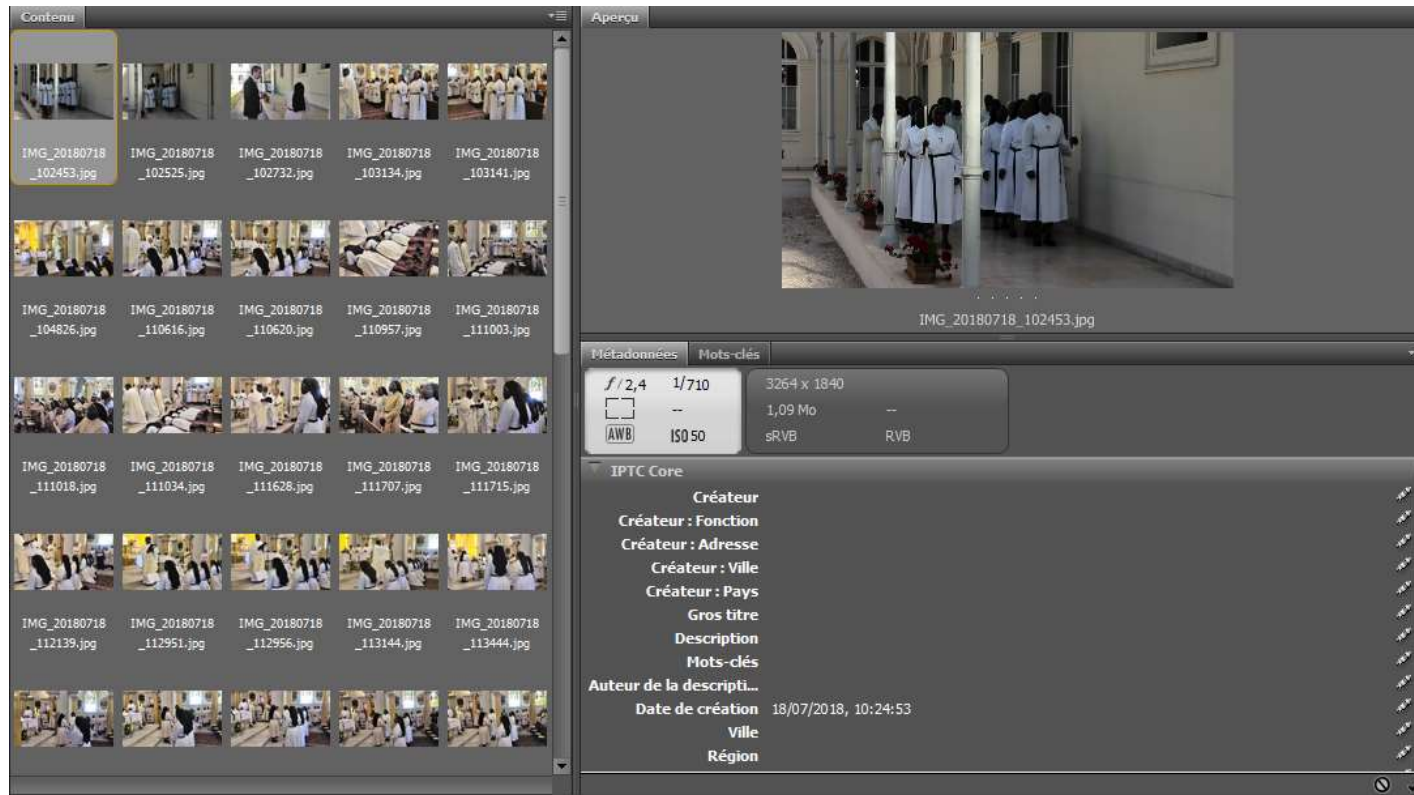 Contenu
IMG_20180718 IMG_20180718 IMG_20180718 IMG_20180718 IMG_20180718
_102453.jpg _102525.jpg _102732.jpg _103134.jpg _103141.jpg
IMG_20180718 IMG_20180718 IMG_20180718 IMG_20180718 IMG_20180718
_104826.jpg _110616.jpg _110620.jpg _110957.jpg _111003.jpg
IMG_20180718 IMG_20180718 IMG_20180718 IMG_20180718 IMG_20180718
_111018.jpg _111034.jpg _111628.jpg _111707.jpg _111715.jpg
IMG_20180718 IMG_20180718 IMG_20180718 IMG_20180718 IMG_20180718
_112139.jpg _112951.jpg _112956.jpg _113144.jpg _113444.jpg
Aperçu
IMG_20180718_102453.jpg
Métadonnées Mots-clés
f/2,4 1/710
--
AWB ISO 50
3264 x 1840
1,09 Mo --
sRVB RVB
IPTC Core
Créateur
Créateur : Fonction
Créateur : Adresse
Créateur : Ville
Créateur : Pays
Gros titre
Description
Mots-clés
Auteur de la descripti...
Date de création 18/07/2018, 10:24:53
Ville
Région